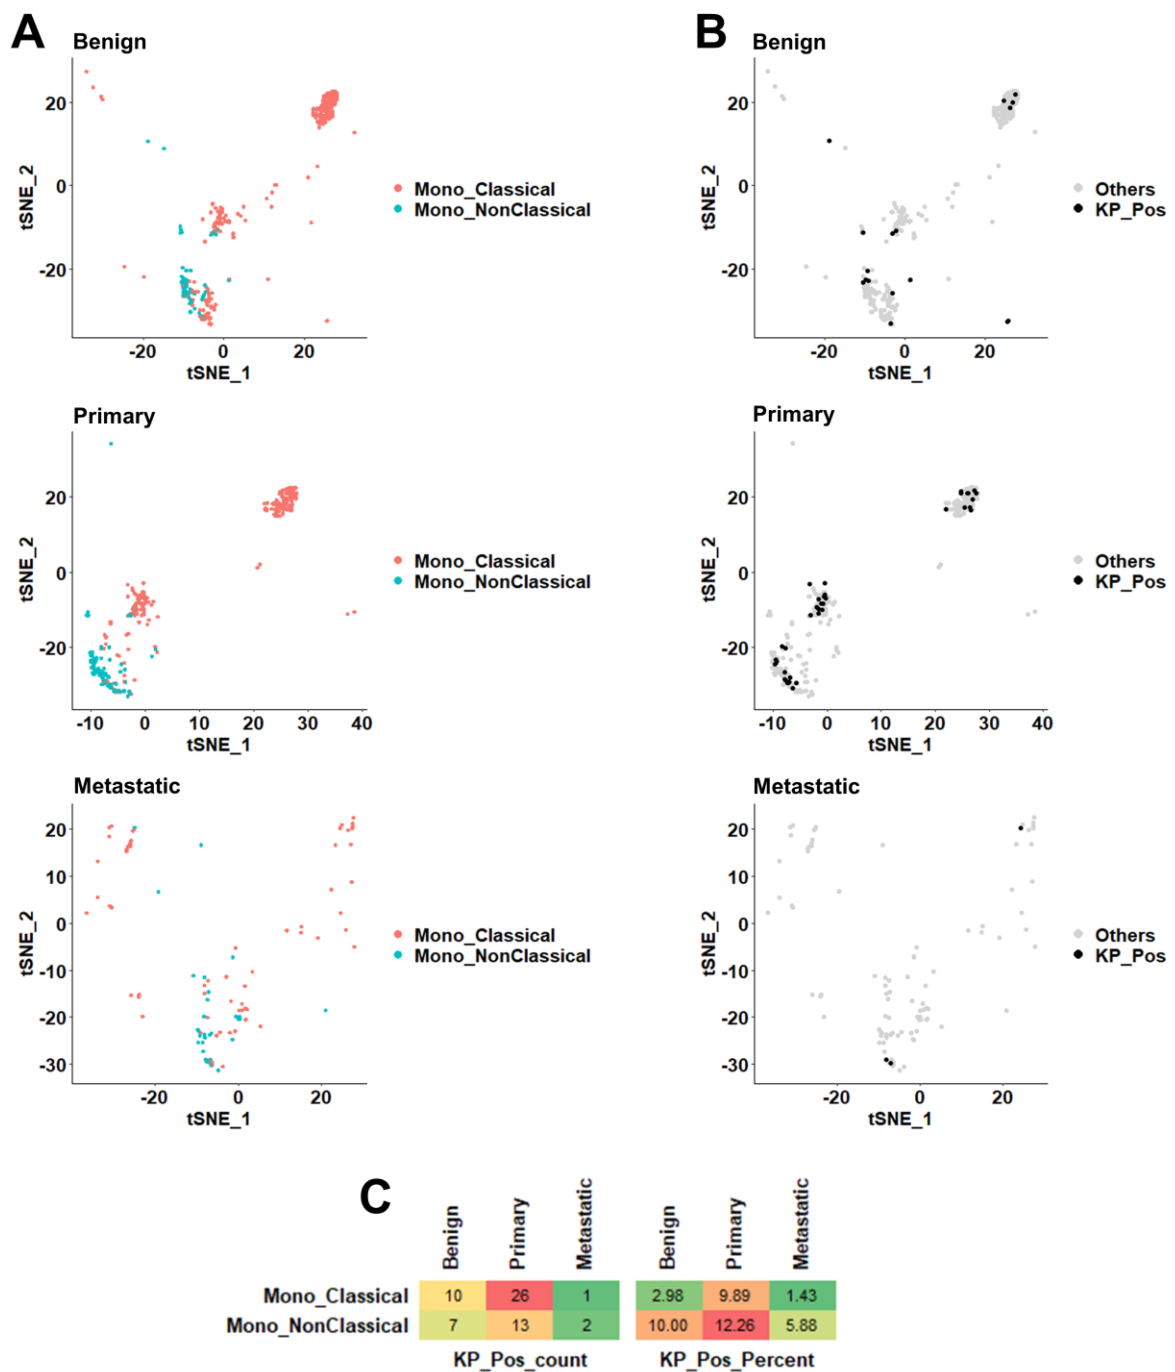 A
B
Benign
Benign
20
0
-20
tSNE_2
-20
0
20
tSNE_1
Mono_Classical
Mono_NonClassical
20
0
-20
tSNE_2
-20
0
20
tSNE_1
Others
KP_Pos
Primary
Primary
20
0
-20
tSNE_2
-10
0
10
20
30
40
tSNE_1
Mono_Classical
Mono_NonClassical
20
0
-20
tSNE_2
-10
0
10
20
30
40
tSNE_1
Others
KP_Pos
Metastatic
Metastatic
20
10
0
-10
-20
-30
tSNE_2
-20
0
20
tSNE_1
Mono_Classical
Mono_NonClassical
20
10
0
-10
-20
-30
tSNE_2
-20
0
20
tSNE_1
Others
KP_Pos
C
Benign
Primary
Metastatic
Benign
Primary
Metastatic
Mono_Classical 10 26 1 2.98 9.89 1.43
Mono_NonClassical 7 13 2 10.00 12.26 5.88
KP_Pos_count KP_Pos_Percent